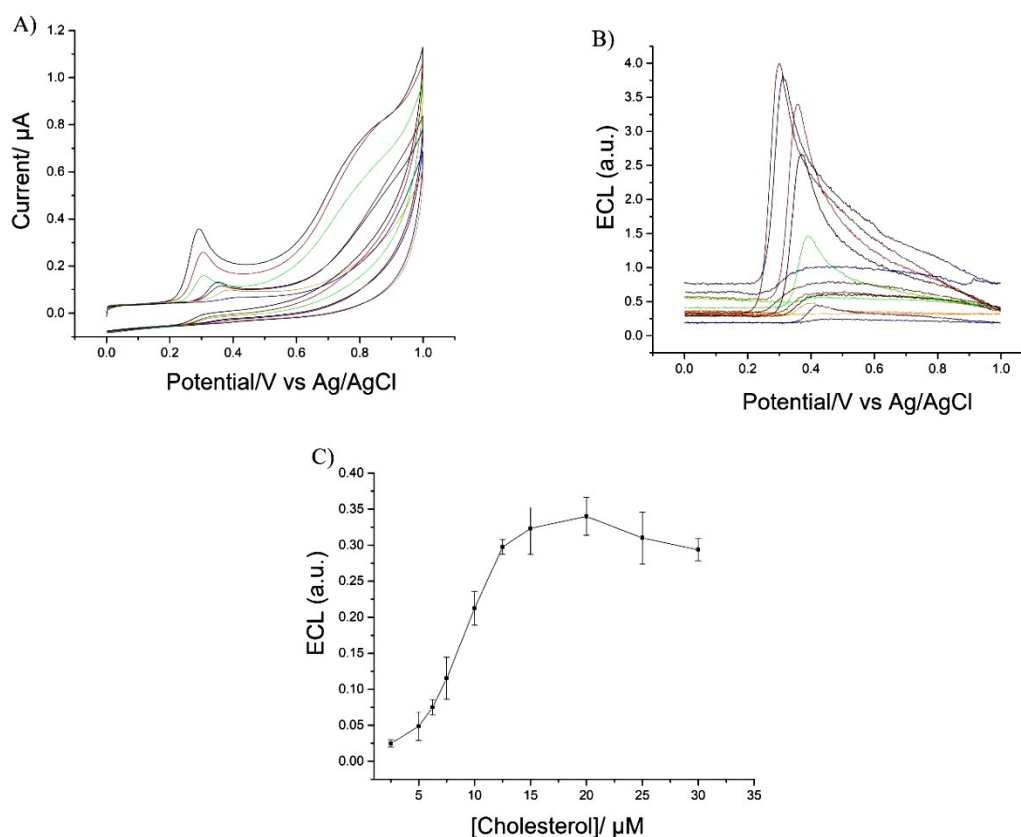 A)
1.2
1.0
0.8
0.6
0.4
0.2
0.0
Current/ µA
0.0 0.2 0.4 0.6 0.8 1.0
Potential/V vs Ag/AgCl
B)
4.0
3.5
3.0
2.5
2.0
1.5
1.0
0.5
0.0
ECL (a.u.)
0.0 0.2 0.4 0.6 0.8 1.0
Potential/V vs Ag/AgCl
C)
0.40
0.35
0.30
0.25
0.20
0.15
0.10
0.05
0.00
ECL (a.u.)
5 10 15 20 25 30 35
[Cholesterol]/ µM